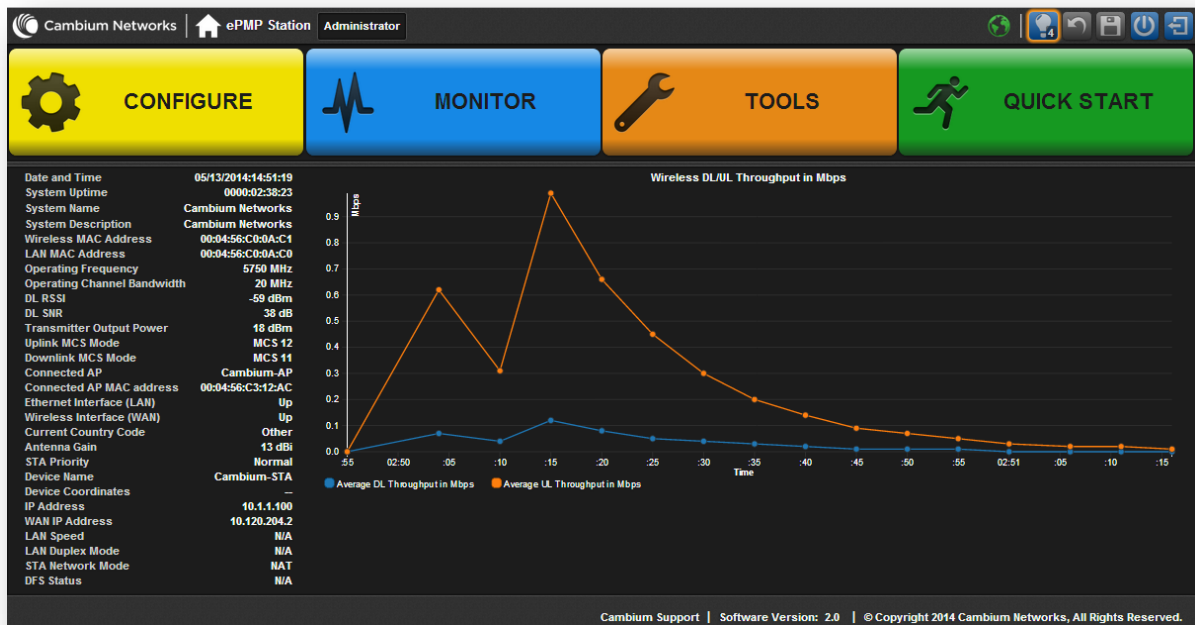 Cambium Networks | ePMP Station Administrator
4
CONFIGURE
MONITOR
TOOLS
QUICK START
Date and Time 05/13/2014:14:51:19
System Uptime 0000:02:38:23
System Name Cambium Networks
System Description Cambium Networks
Wireless MAC Address 00:04:56:C0:0A:C1
LAN MAC Address 00:04:56:C0:0A:C0
Operating Frequency 5750 MHz
Operating Channel Bandwidth 20 MHz
DL RSSI -59 dBm
DL SNR 38 dB
Transmitter Output Power 18 dBm
Uplink MCS Mode MCS 12
Downlink MCS Mode MCS 11
Connected AP Cambium-AP
Connected AP MAC address 00:04:56:C3:12:AC
Ethernet Interface (LAN) Up
Wireless Interface (WAN) Up
Current Country Code Other
Antenna Gain 13 dBi
STA Priority Normal
Device Name Cambium-STA
Device Coordinates --
IP Address 10.1.1.100
WAN IP Address 10.120.204.2
LAN Speed N/A
LAN Duplex Mode N/A
STA Network Mode NAT
DFS Status N/A
Wireless DL/UL Throughput in Mbps
Mbps
0.9
0.8
0.7
0.6
0.5
0.4
0.3
0.2
0.1
0.0
:55 02:50 :05 :10 :15 :20 :25 :30 :35 :40 :45 :50 :55 02:51 :05 :10 :15
Time
Average DL Throughput in Mbps Average UL Throughput in Mbps
Cambium Support | Software Version: 2.0 | © Copyright 2014 Cambium Networks, All Rights Reserved.